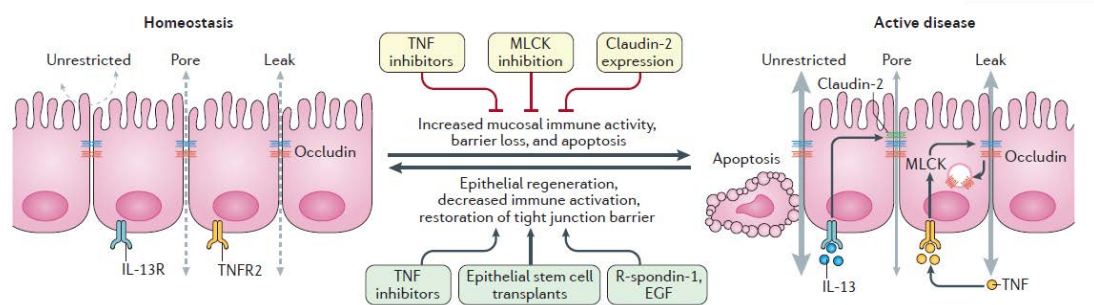 Homeostasis
Unrestricted
Pore
Leak
Occludin
IL-13R
TNFR2
TNF
inhibitors
MLCK
inhibition
Claudin-2
expression
Increased mucosal immune activity,
barrier loss, and apoptosis
Epithelial regeneration,
decreased immune activation,
restoration of tight junction barrier
TNF
inhibitors
Epithelial stem cell
transplants
R-spondin-1,
EGF
Active disease
Unrestricted
Pore
Leak
Claudin-2
Apoptosis
MLCK
Occludin
IL-13
TNF